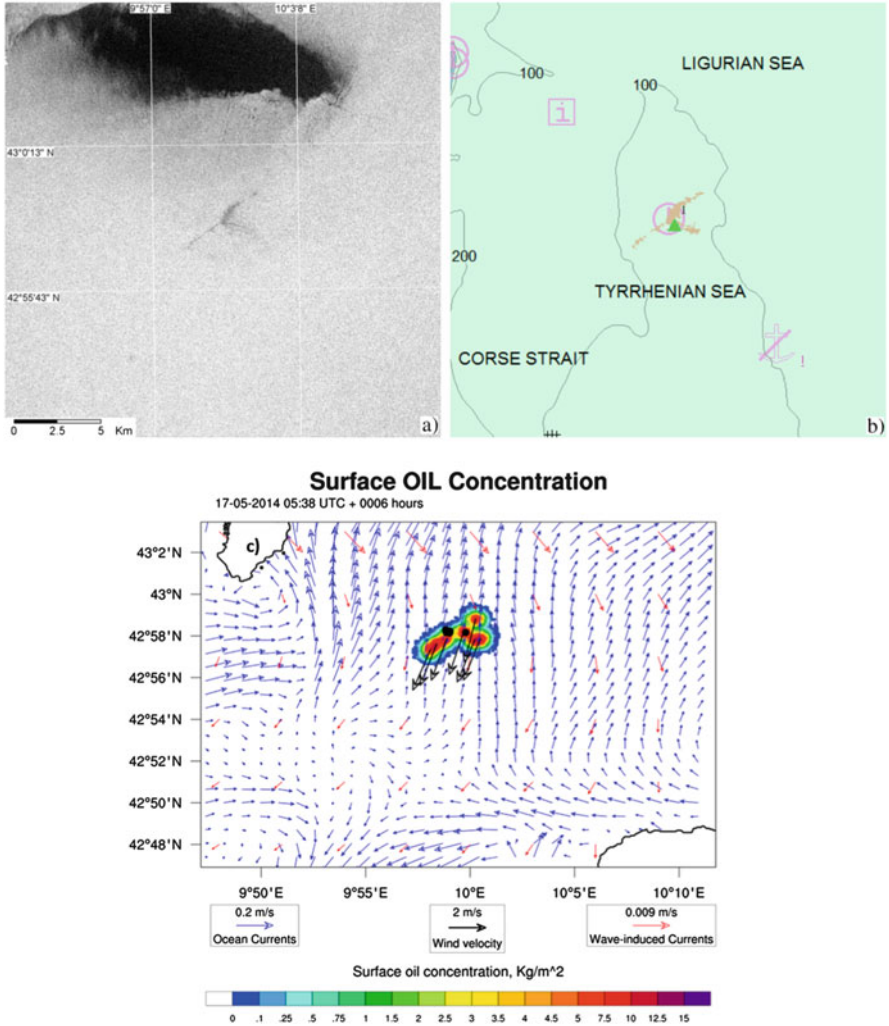 9°57'0" E
10°3'8" E
43°0'13" N
42°55'43" N
0 2.5 5 Km
a)
LIGURIAN SEA
100
100
i
200
TYRRHENIAN SEA
CORSE STRAIT
!
b)
Surface OIL Concentration
17-05-2014 05:38 UTC + 0006 hours
c)
43°2'N
43°N
42°58'N
42°56'N
42°54'N
42°52'N
42°50'N
42°48'N
9°50'E 9°55'E 10°E 10°5'E 10°10'E
0.2 m/s
Ocean Currents
2 m/s
Wind velocity
0.009 m/s
Wave-induced Currents
Surface oil concentration, Kg/m^2
0 .1 .25 .5 .75 1 1.5 2 2.5 3 3.5 4 4.5 5 7.5 10 12.5 15